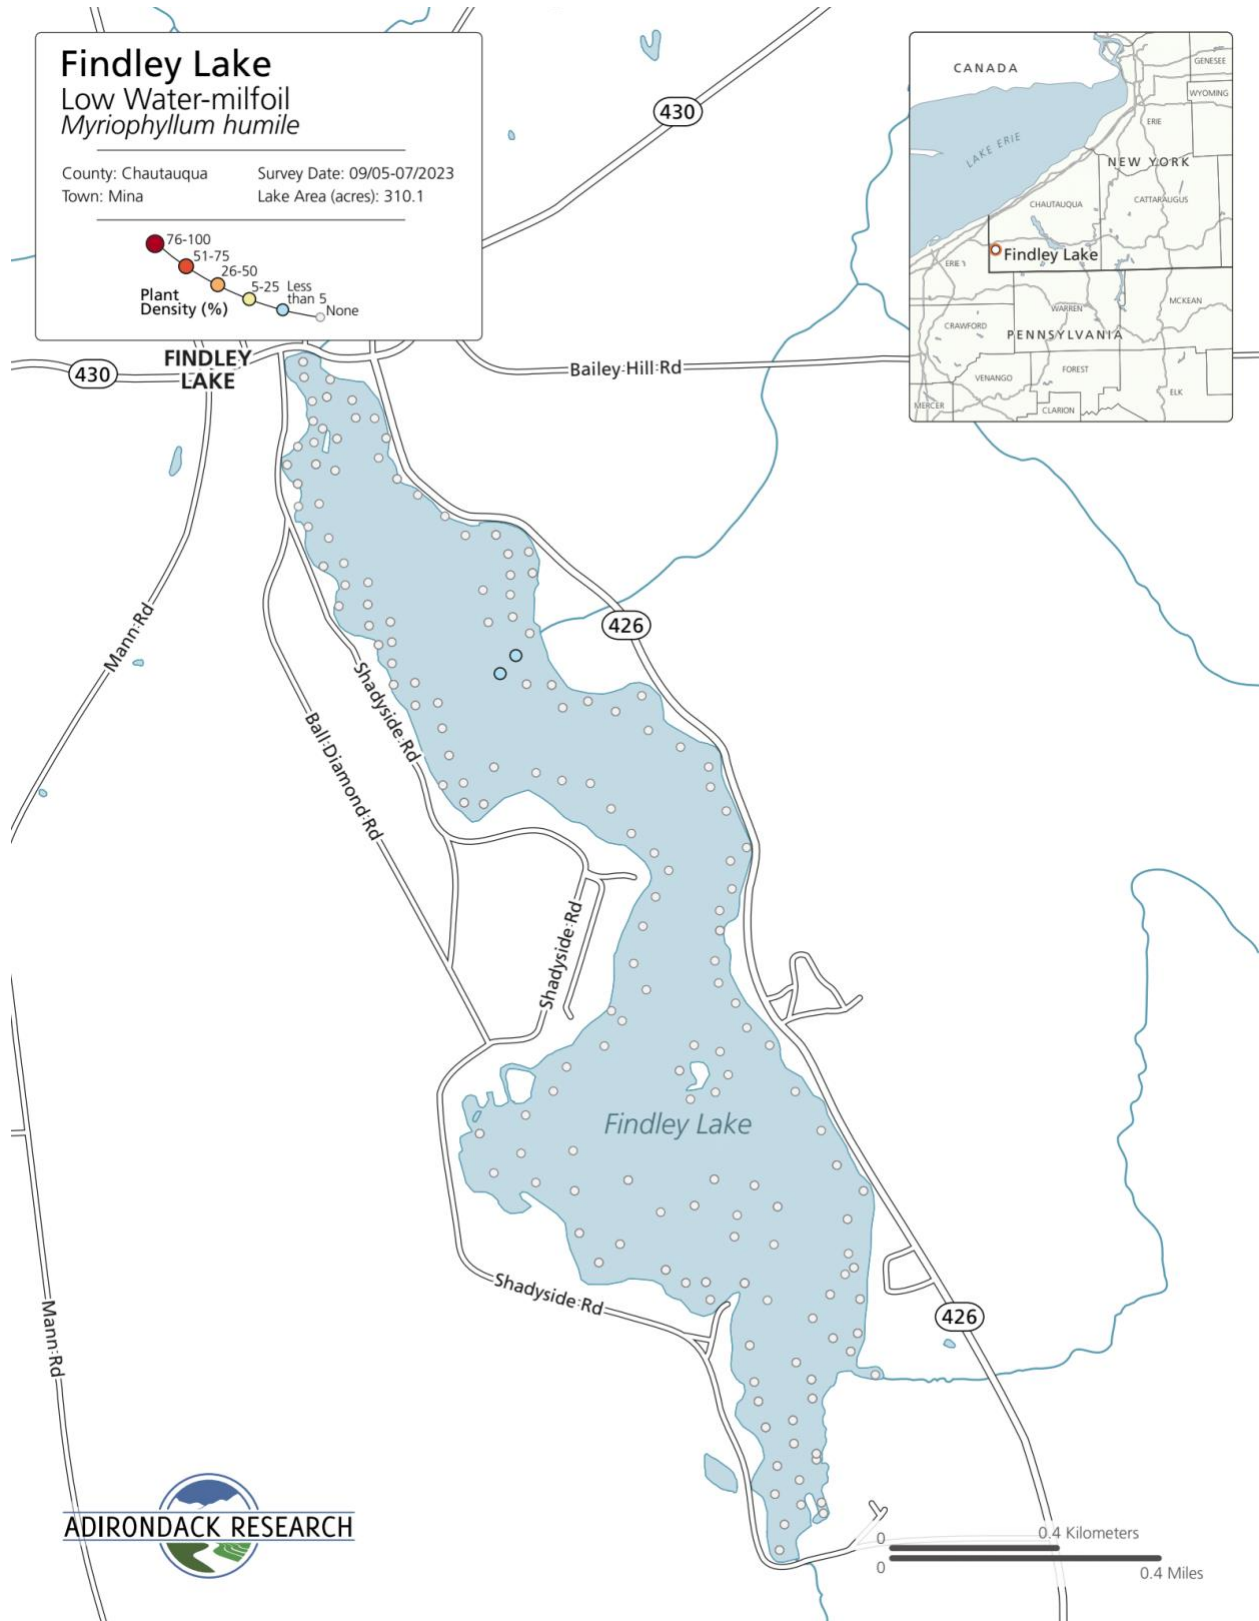 Findley Lake
Low Water-milfoil
Myriophyllum humile
County: Chautauqua
Survey Date: 09/05-07/2023
Town: Mina
Lake Area (acres): 310.1
76-100
51-75
26-50
5-25
Less
than 5
None
Plant
Density (%)
CANADA
GENESEE
WYOMING
LAKE ERIE
ERIE
NEW YORK
CHAUTAUQUA
CATTARAUGUS
Findley Lake
ERIE
WARREN
MCKEAN
CRAWFORD
PENNSYLVANIA
VENANGO
FOREST
ELK
MERCER
CLARION
430
FINDLEY
LAKE
430
Bailey Hill Rd
426
Mann Rd
Shadyside Rd
Ball Diamond Rd
Shadyside Rd
Findley Lake
Shadyside Rd
Mann Rd
426
ADIRONDACK RESEARCH
0
0.4 Kilometers
0
0.4 Miles